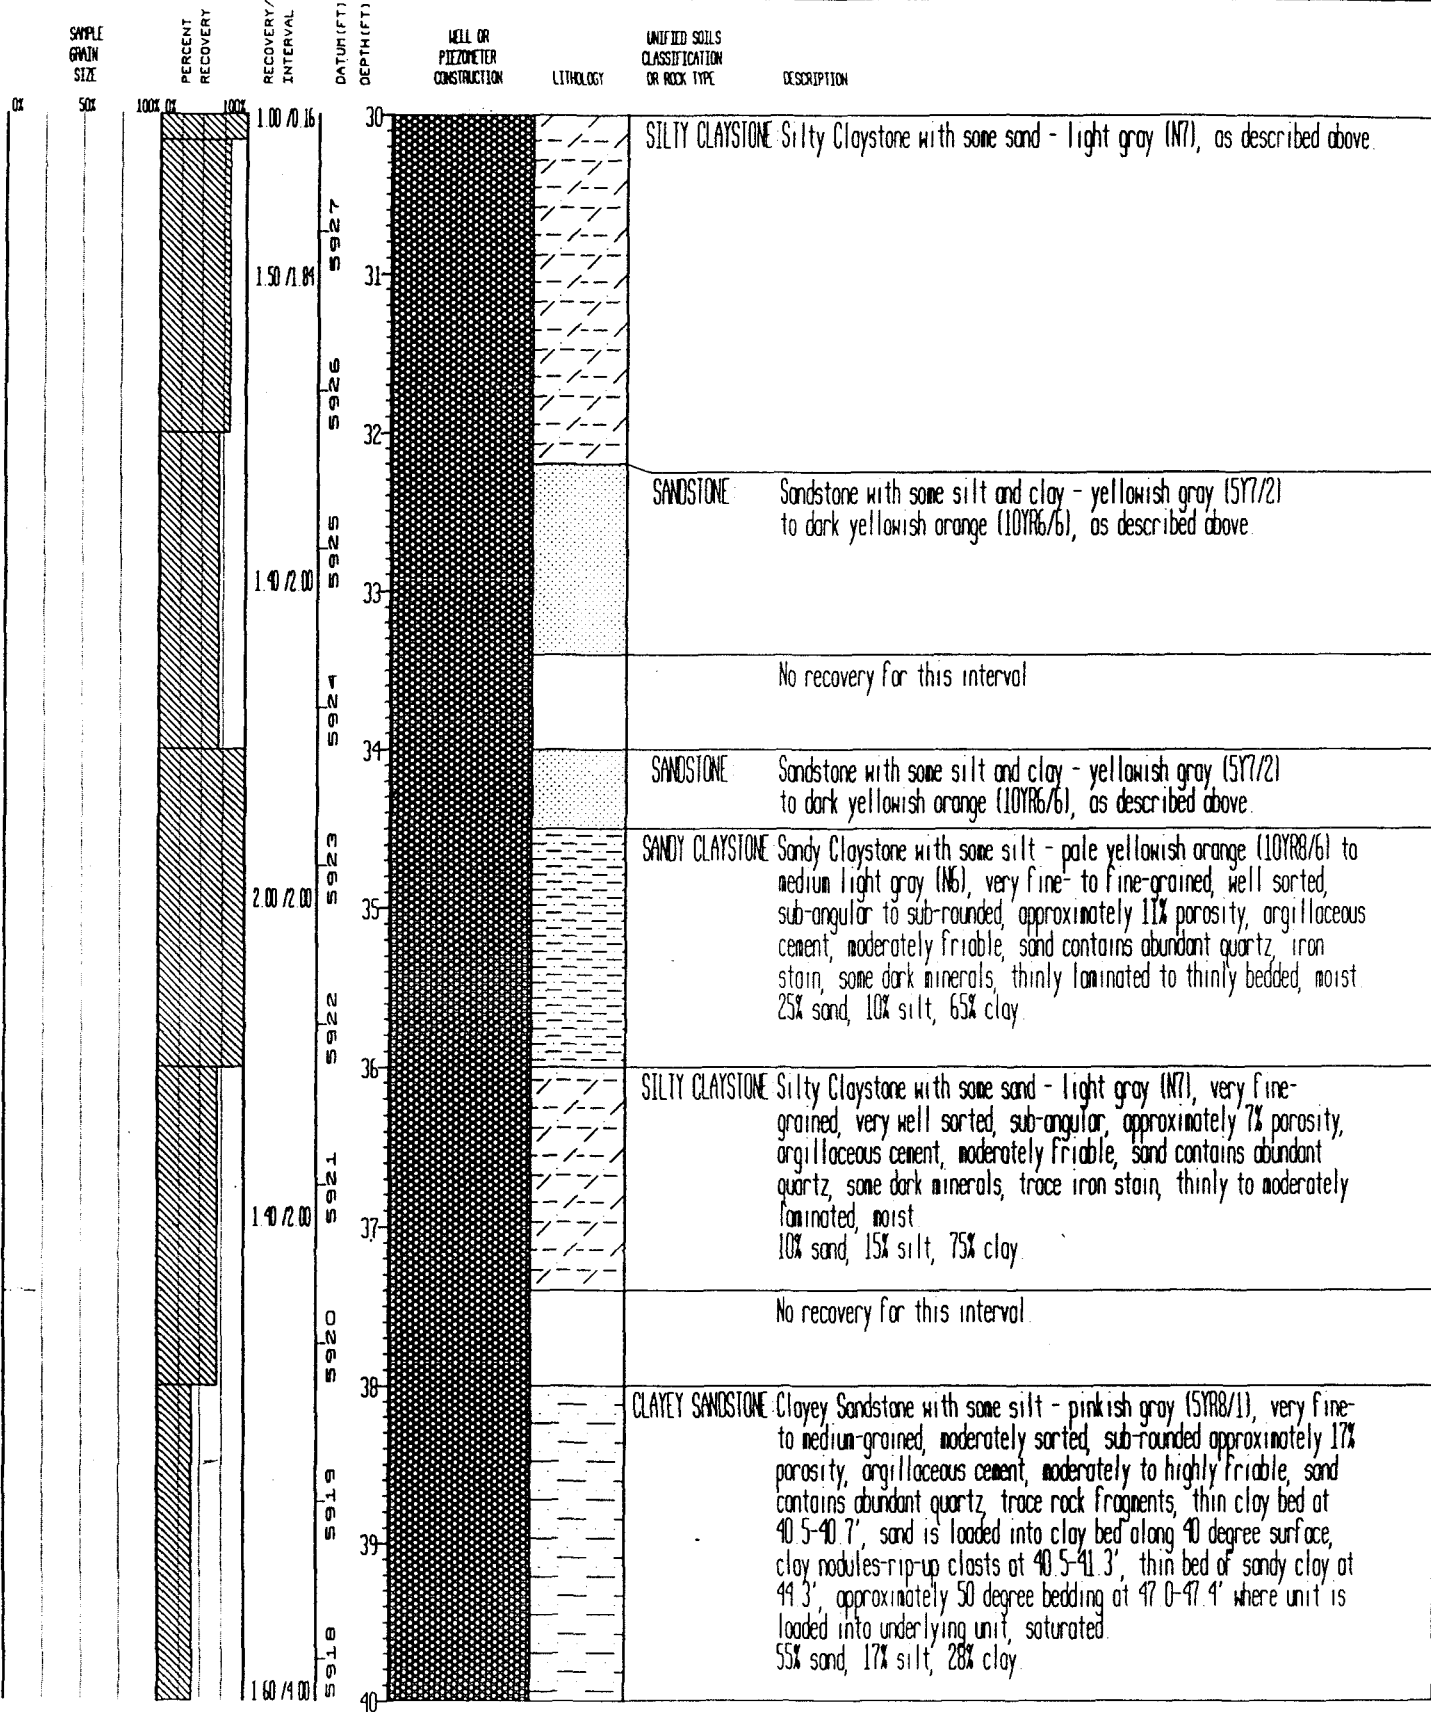 SAMPLE
GRAIN
SIZE
PERCENT
RECOVERY
RECOVERY/
INTERVAL
DATUM(FT)
DEPTH(FT)
WELL OR
PIEZOMETER
CONSTRUCTION
LITHOLOGY
UNIFIED SOILS
CLASSIFICATION
OR ROCK TYPE
DESCRIPTION
0% 50% 100% 0% 100%
1.00 /0.16
30
SILTY CLAYSTONE Silty Claystone with some sand - light gray (N7), as described above.
5927
1.50 /1.84
31
5926
32
SANDSTONE Sandstone with some silt and clay - yellowish gray (5Y7/2)
to dark yellowish orange (10YR6/6), as described above.
5925
1.40 /2.00
33
No recovery for this interval
5924
34
SANDSTONE Sandstone with some silt and clay - yellowish gray (5Y7/2)
to dark yellowish orange (10YR6/6), as described above.
5923
SANDY CLAYSTONE Sandy Claystone with some silt - pale yellowish orange (10YR8/6) to
medium light gray (N6), very fine- to fine-grained, well sorted,
sub-angular to sub-rounded, approximately 11% porosity, argillaceous
cement, moderately friable, sand contains abundant quartz, iron
stain, some dark minerals, thinly laminated to thinly bedded, moist.
25% sand, 10% silt, 65% clay.
2.00 /2.00
35
5922
36
SILTY CLAYSTONE Silty Claystone with some sand - light gray (N7), very fine-
grained, very well sorted, sub-angular, approximately 7% porosity,
argillaceous cement, moderately friable, sand contains abundant
quartz, some dark minerals, trace iron stain, thinly to moderately
laminated, moist
10% sand, 15% silt, 75% clay.
5921
1.40 /2.00
37
No recovery for this interval.
5920
38
CLAYEY SANDSTONE Clayey Sandstone with some silt - pinkish gray (5YR8/1), very fine-
to medium-grained, moderately sorted, sub-rounded approximately 17%
porosity, argillaceous cement, moderately to highly friable, sand
contains abundant quartz, trace rock fragments, thin clay bed at
40.5-40.7', sand is loaded into clay bed along 40 degree surface,
clay nodules-rip-up clasts at 40.5-41.3', thin bed of sandy clay at
44.3', approximately 50 degree bedding at 47.0-47.4' where unit is
loaded into underlying unit, saturated.
55% sand, 17% silt, 28% clay.
5919
39
5918
1.60 /4.00
40